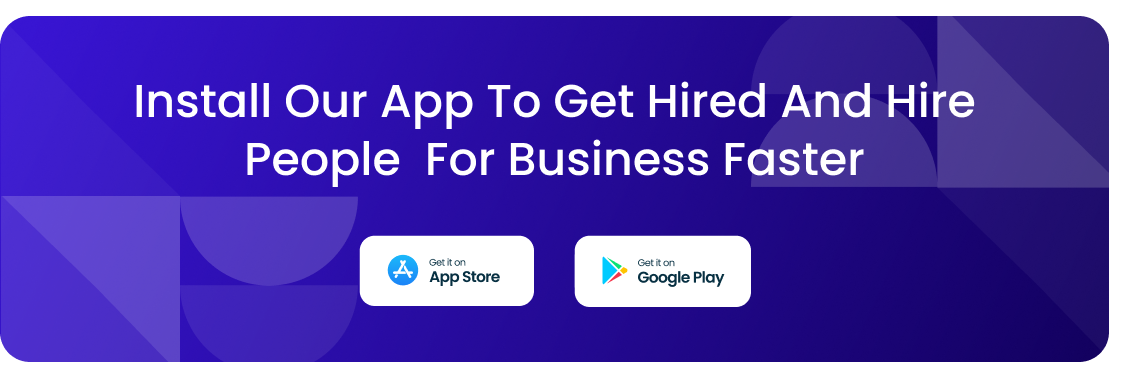 Install Our App To Get Hired And Hire
People  For Business Faster
Get it on
App Store
Get it on
Google Play